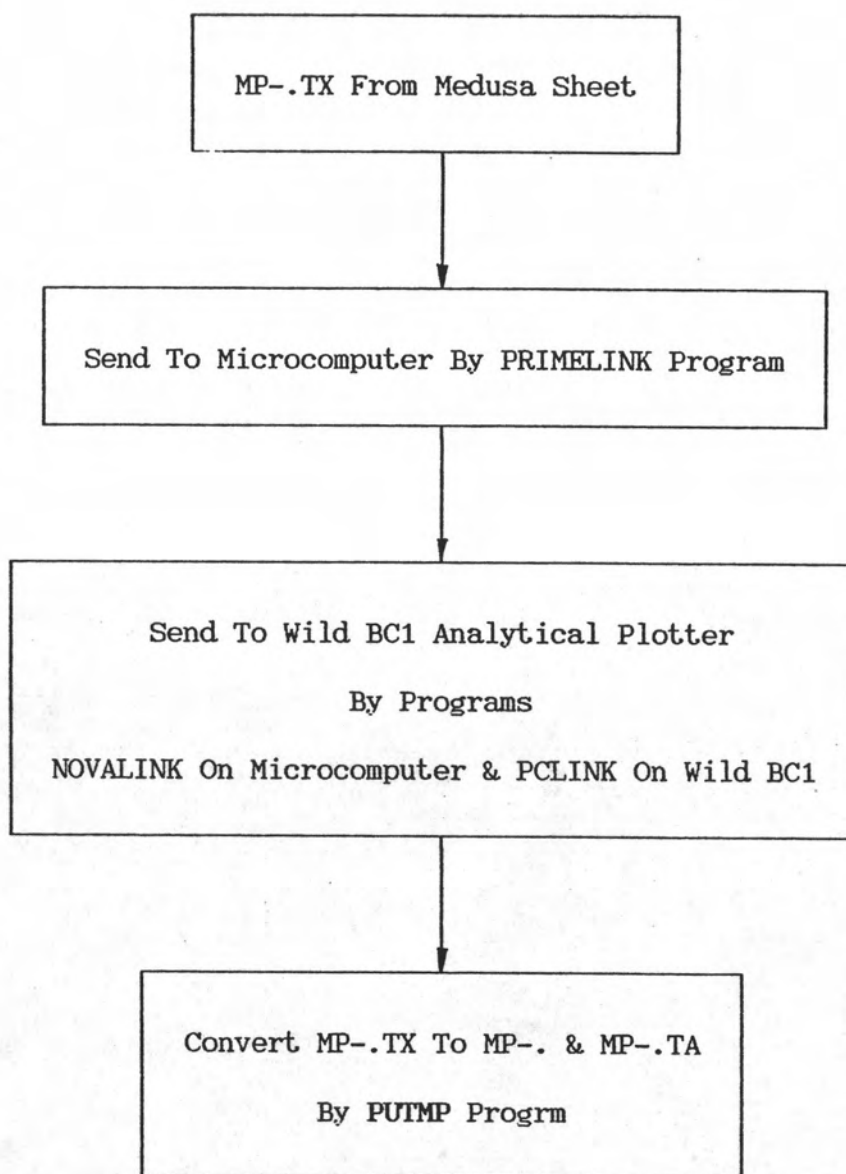 MP-.TX From Medusa Sheet
Send To Microcomputer By PRIMELINK Program
Send To Wild BC1 Analytical Plotter
By Programs
NOVALINK On Microcomputer & PCLINK On Wild BC1
Convert MP-.TX To MP-. & MP-.TA
By PUTMP Progrm